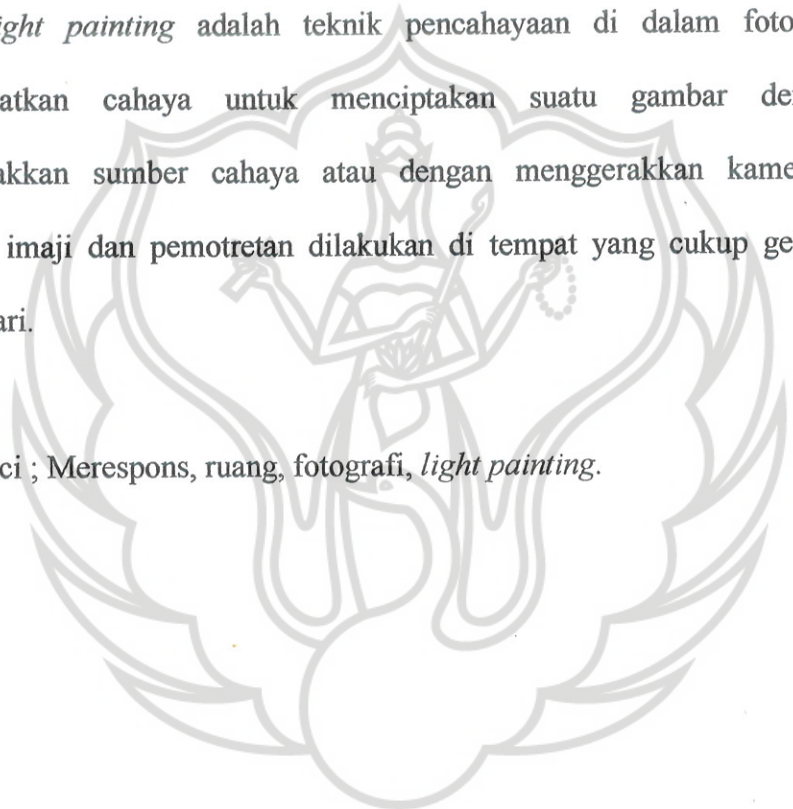 ight painting adalah teknik pencahayaan di dalam foto
atkan cahaya untuk menciptakan suatu gambar de
akkan sumber cahaya atau dengan menggerakkan kame
imaji dan pemotretan dilakukan di tempat yang cukup ge
ari.
ci ; Merespons, ruang, fotografi, light painting.